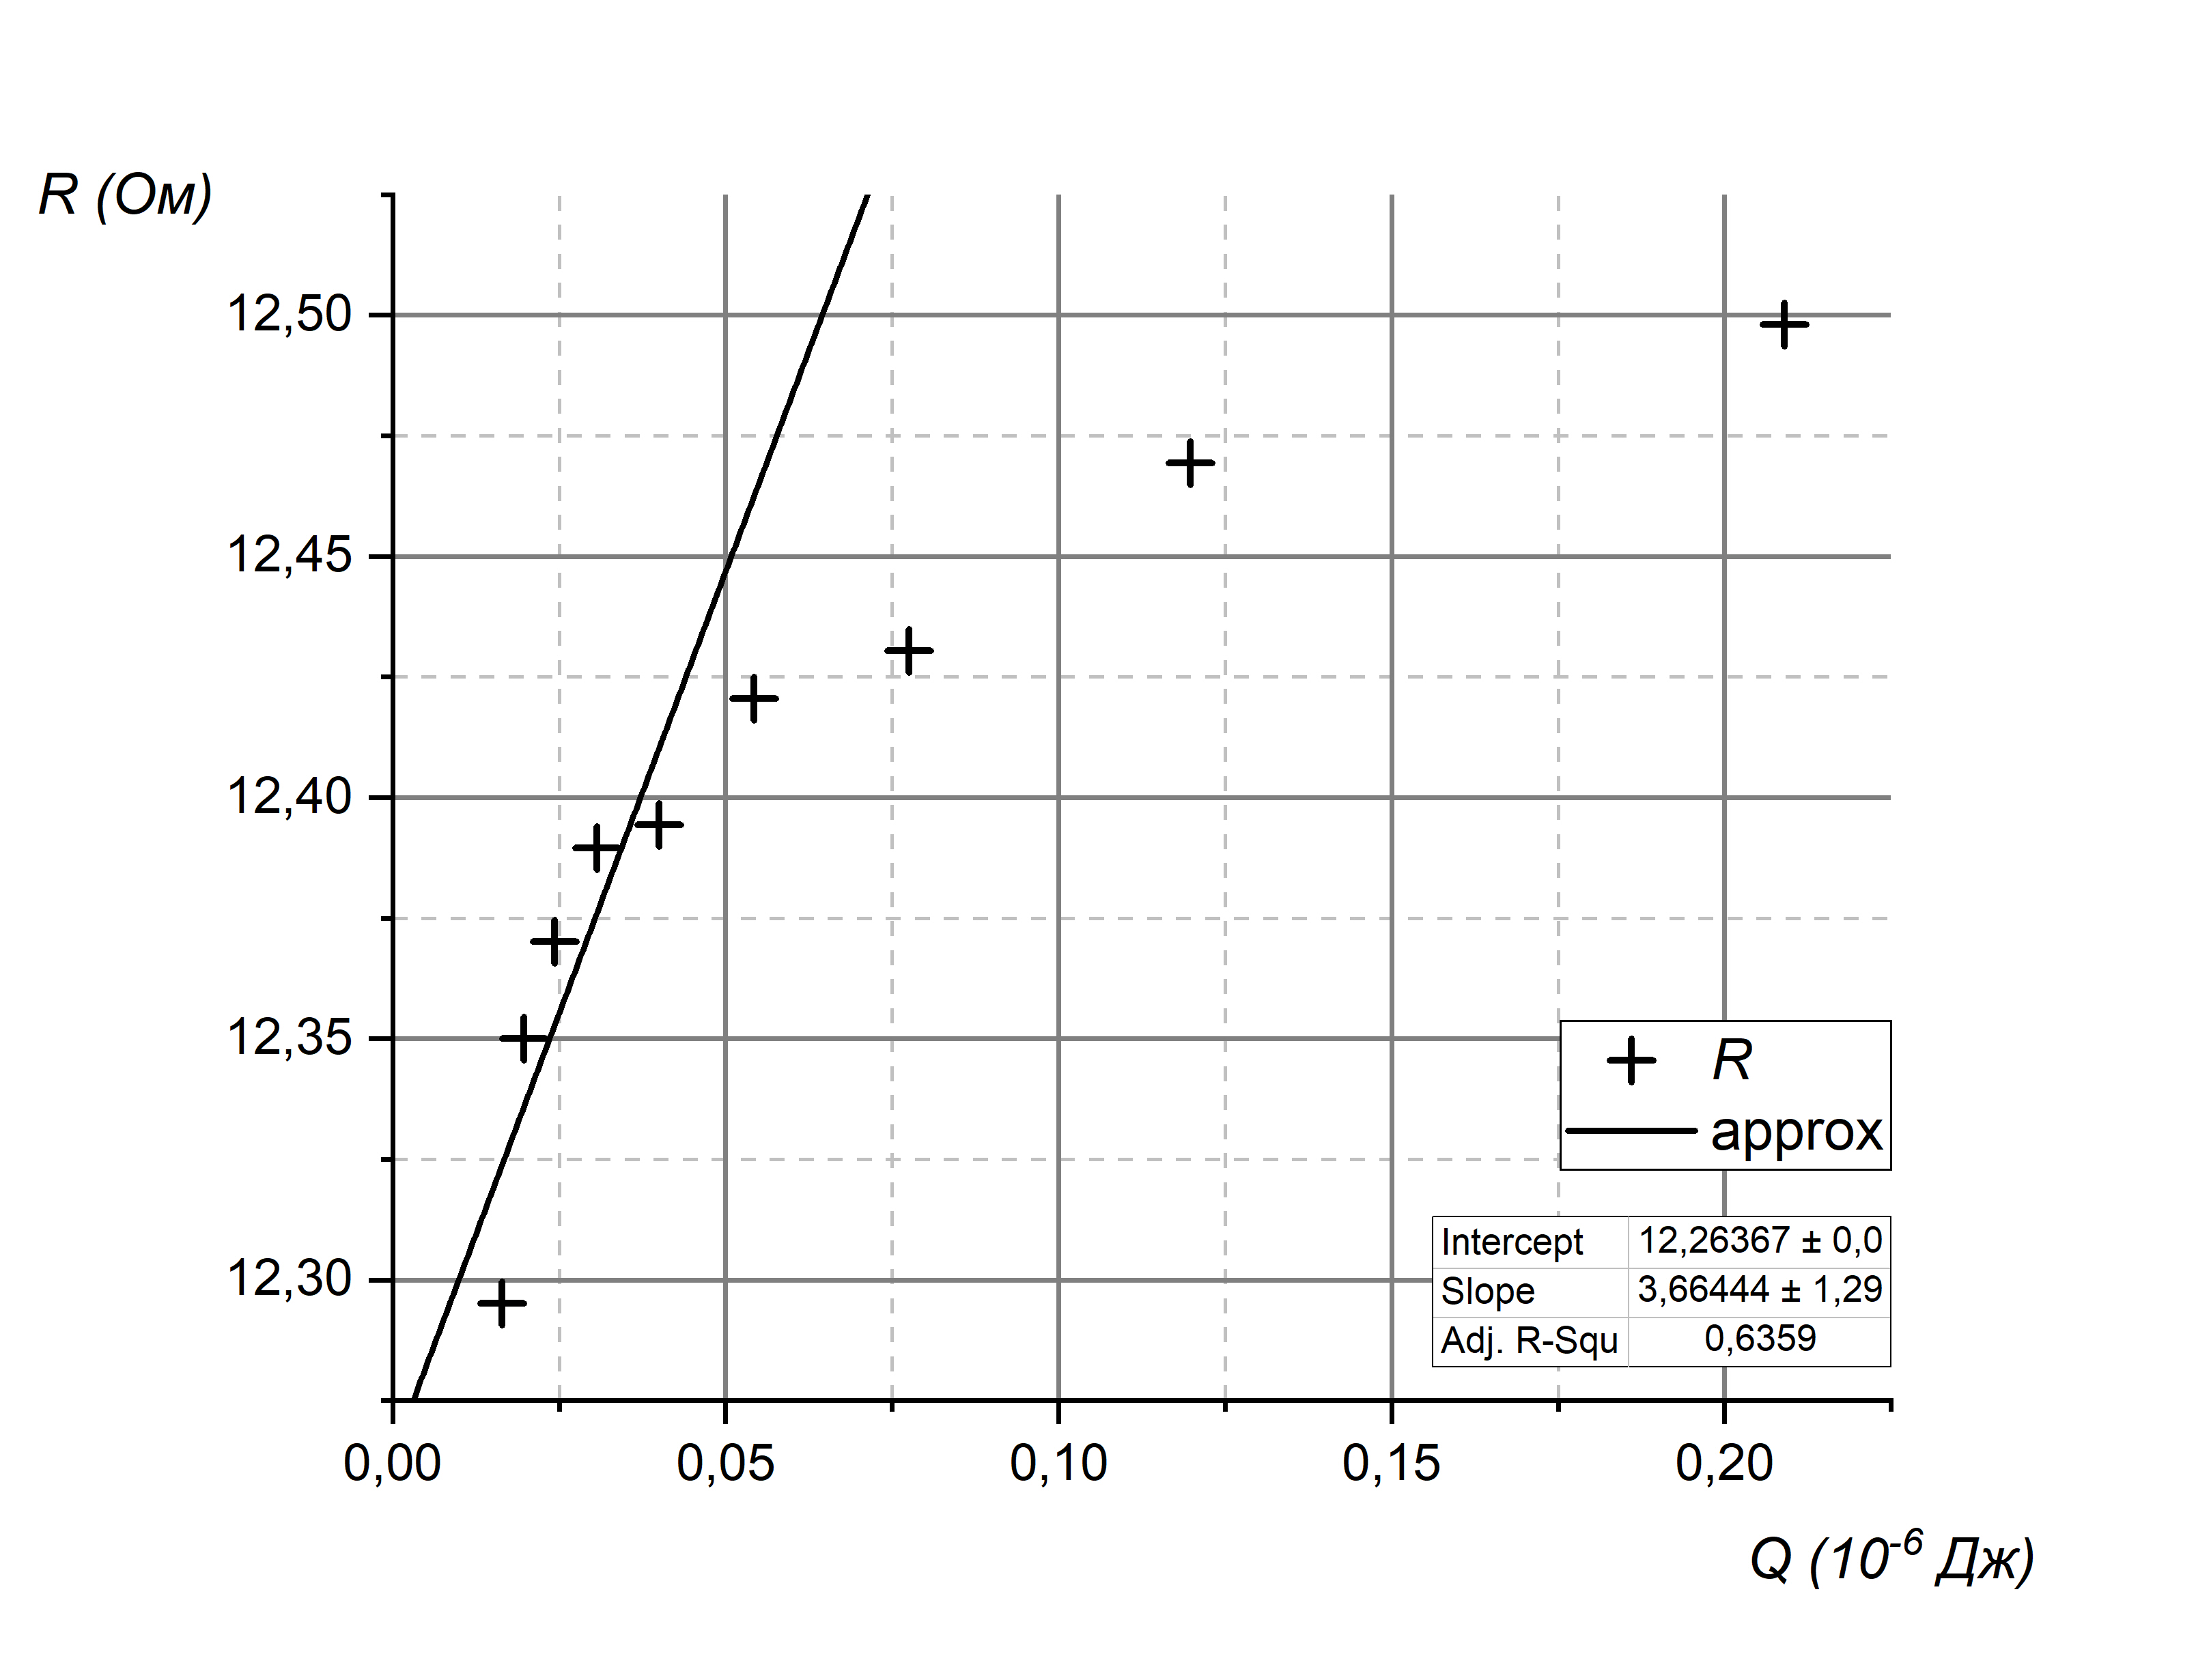 R (Ом)
12,50
12,45
12,40
12,35
12,30
R
approx
Intercept 12,26367 ± 0,0
Slope 3,66444 ± 1,29
Adj. R-Squ 0,6359
0,00 0,05 0,10 0,15 0,20
Q (10⁻⁶ Дж)